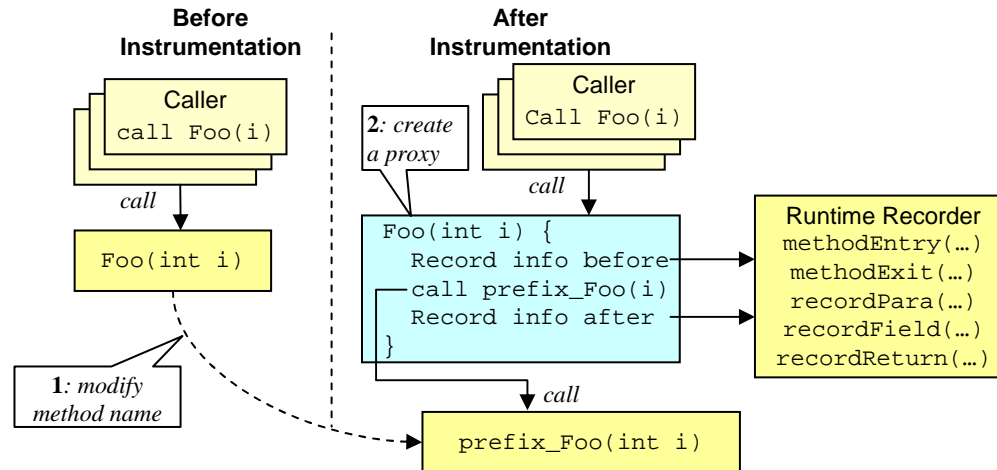 Before
Instrumentation
After
Instrumentation
Caller
call Foo(i)
call
Foo(int i)
1: modify
method name
2: create
a proxy
Caller
Call Foo(i)
call
Foo(int i) {
Record info before
call prefix_Foo(i)
Record info after
}
call
prefix_Foo(int i)
Runtime Recorder
methodEntry(…)
methodExit(…)
recordPara(…)
recordField(…)
recordReturn(…)